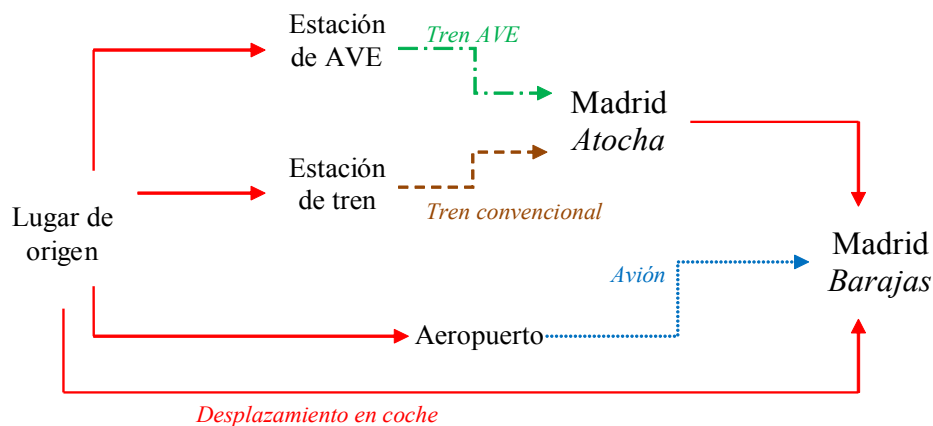 Estación
de AVE
Tren AVE
Madrid
Atocha
Estación
de tren
Tren convencional
Lugar de
origen
Madrid
Barajas
Avión
Aeropuerto
Desplazamiento en coche